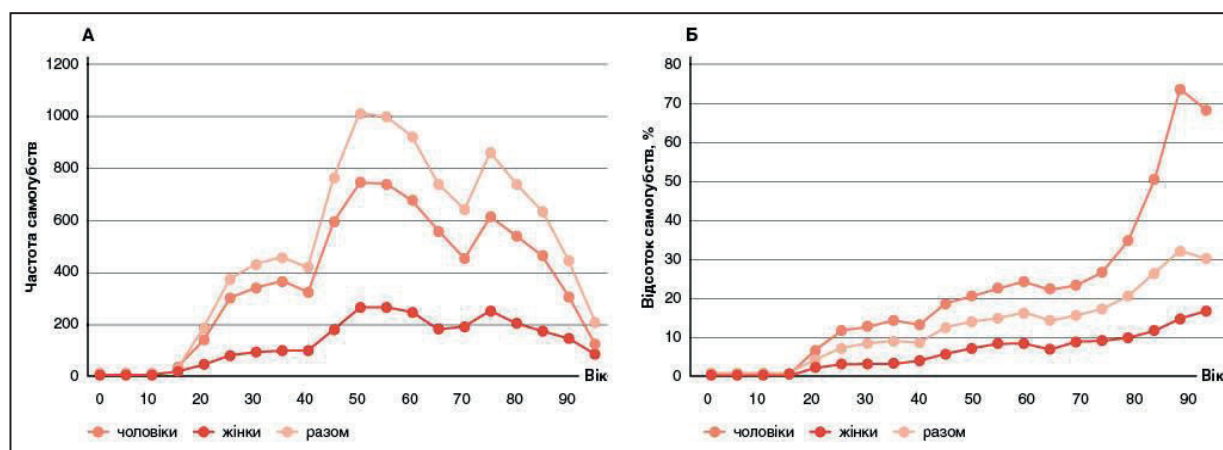 А
Частота самогубств
1200
1000
800
600
400
200
0
0 10 20 30 40 50 60 70 80 90
Вік
чоловіки жінки разом
Б
Відсоток самогубств, %
80
70
60
50
40
30
20
10
0
0 10 20 30 40 50 60 70 80 90
Вік
чоловіки жінки разом